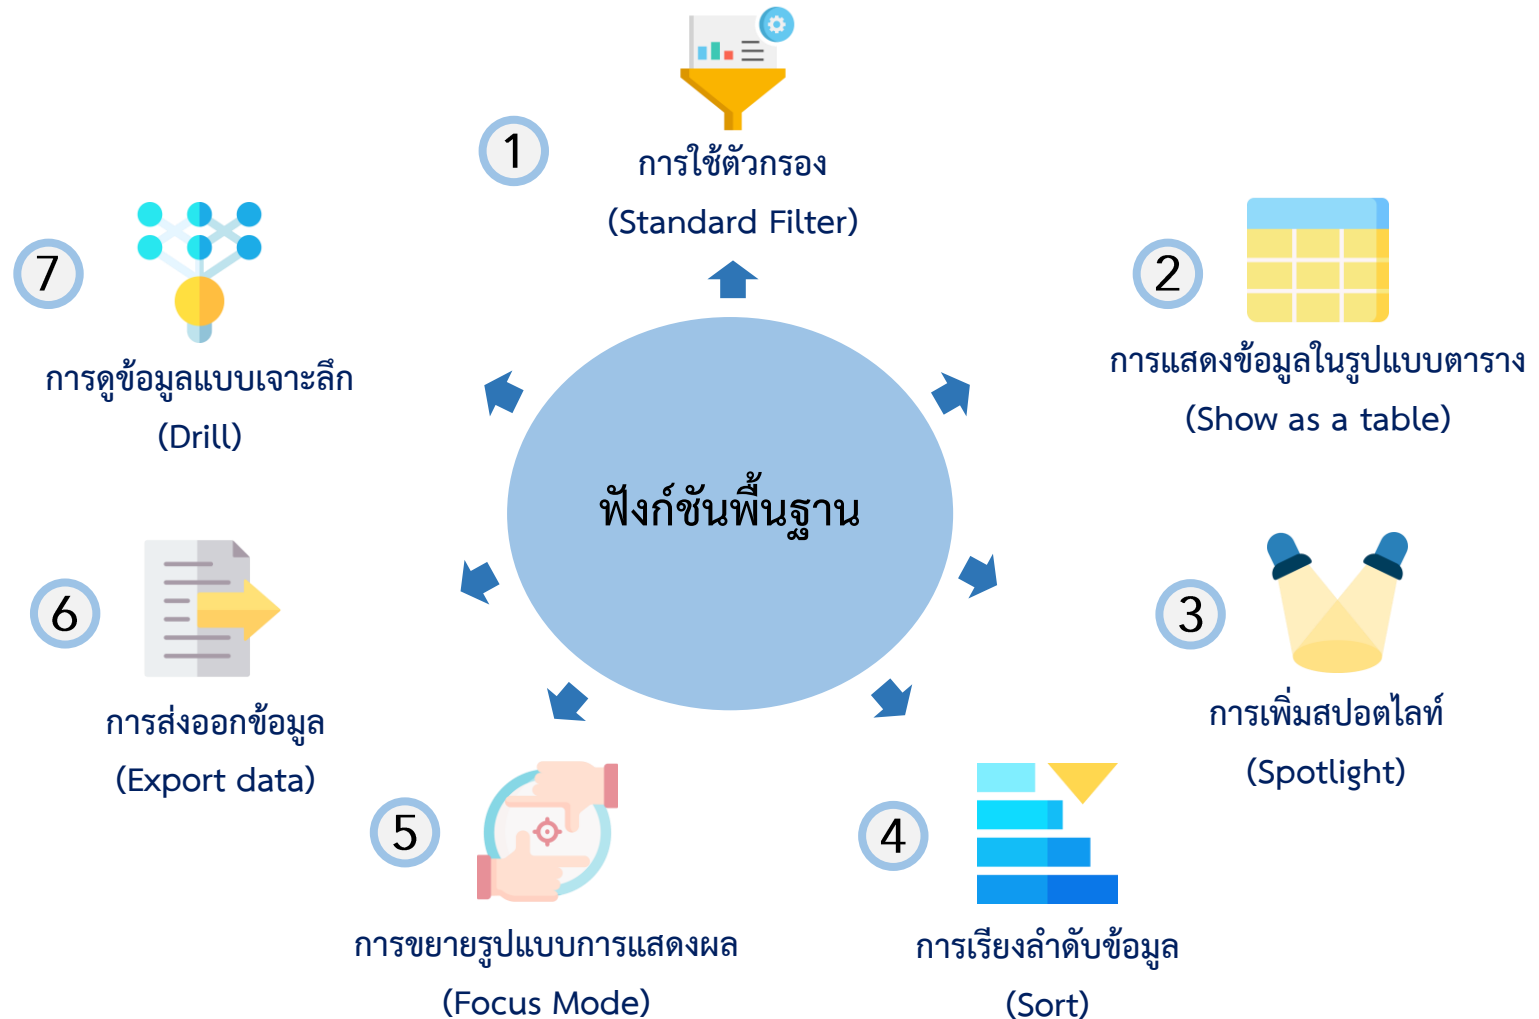 ฟังก์ชันพื้นฐาน
1
การใช้ตัวกรอง
(Standard Filter)
2
การแสดงข้อมูลในรูปแบบตาราง
(Show as a table)
3
การเพิ่มสปอตไลท์
(Spotlight)
4
การเรียงลำดับข้อมูล
(Sort)
5
การขยายรูปแบบการแสดงผล
(Focus Mode)
6
การส่งออกข้อมูล
(Export data)
7
การดูข้อมูลแบบเจาะลึก
(Drill)